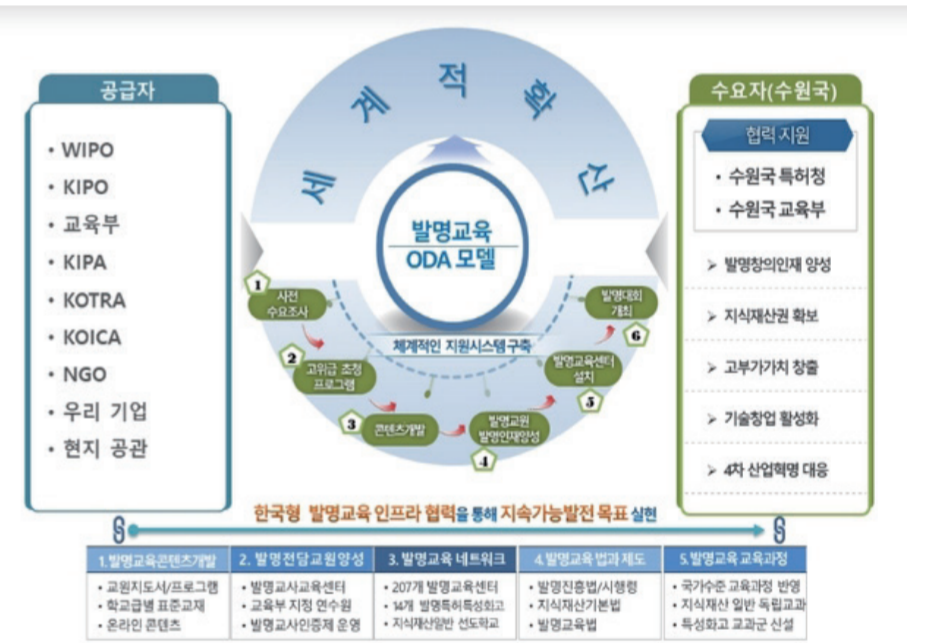 공급자
• WIPO
• KIPO
• 교육부
• KIPA
• KOTRA
• KOICA
• NGO
• 우리 기업
• 현지 공관
세계적확산
발명교육
ODA 모델
체계적인 지원시스템구축
1
사전
수요조사
2
고위급 초청
프로그램
3
콘텐츠개발
4
발명교원
발명인재양성
5
발명교육센터
설치
6
발명대회
개최
수요자(수원국)
협력 지원
• 수원국 특허청
• 수원국 교육부
➢ 발명창의인재 양성
➢ 지식재산권 확보
➢ 고부가가치 창출
➢ 기술창업 활성화
➢ 4차 산업혁명 대응
한국형 발명교육 인프라 협력을 통해 지속가능발전 목표 실현
1.발명교육콘텐츠개발
• 교원지도서/프로그램
• 학교급별 표준교재
• 온라인 콘텐츠
2. 발명전담교원양성
• 발명교사교육센터
• 교육부 지정 연수원
• 발명교사인증제 운영
3. 발명교육 네트워크
• 207개 발명교육센터
• 14개 발명특허특성화고
• 지식재산일반 선도학교
4.발명교육 법과 제도
• 발명진흥법/시행령
• 지식재산기본법
• 발명교육법
5.발명교육 교육과정
• 국가수준 교육과정 반영
• 지식재산 일반 독립교과
• 특성화고 교과군 신설